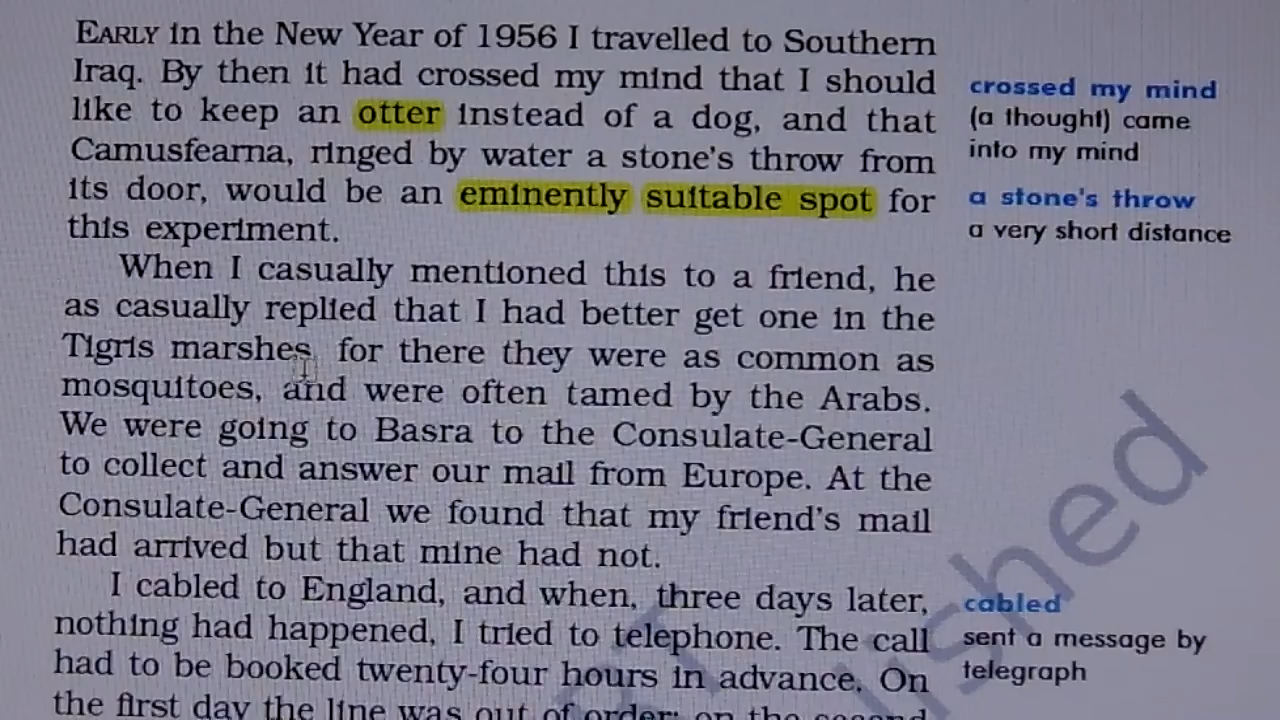 EARLY in the New Year of 1956 I travelled to Southern
Iraq. By then it had crossed my mind that I should
like to keep an otter instead of a dog, and that
Camusfearna, ringed by water a stone's throw from
its door, would be an eminently suitable spot for
this experiment.
When I casually mentioned this to a friend, he
as casually replied that I had better get one in the
Tigris marshes, for there they were as common as
mosquitoes, and were often tamed by the Arabs.
We were going to Basra to the Consulate-General
to collect and answer our mail from Europe. At the
Consulate-General we found that my friend's mail
had arrived but that mine had not.
I cabled to England, and when, three days later,
nothing had happened, I tried to telephone. The call
had to be booked twenty-four hours in advance. On
the first day the line was out of order; on the second
crossed my mind
(a thought) came
into my mind
a stone's throw
a very short distance
cabled
sent a message by
telegraph